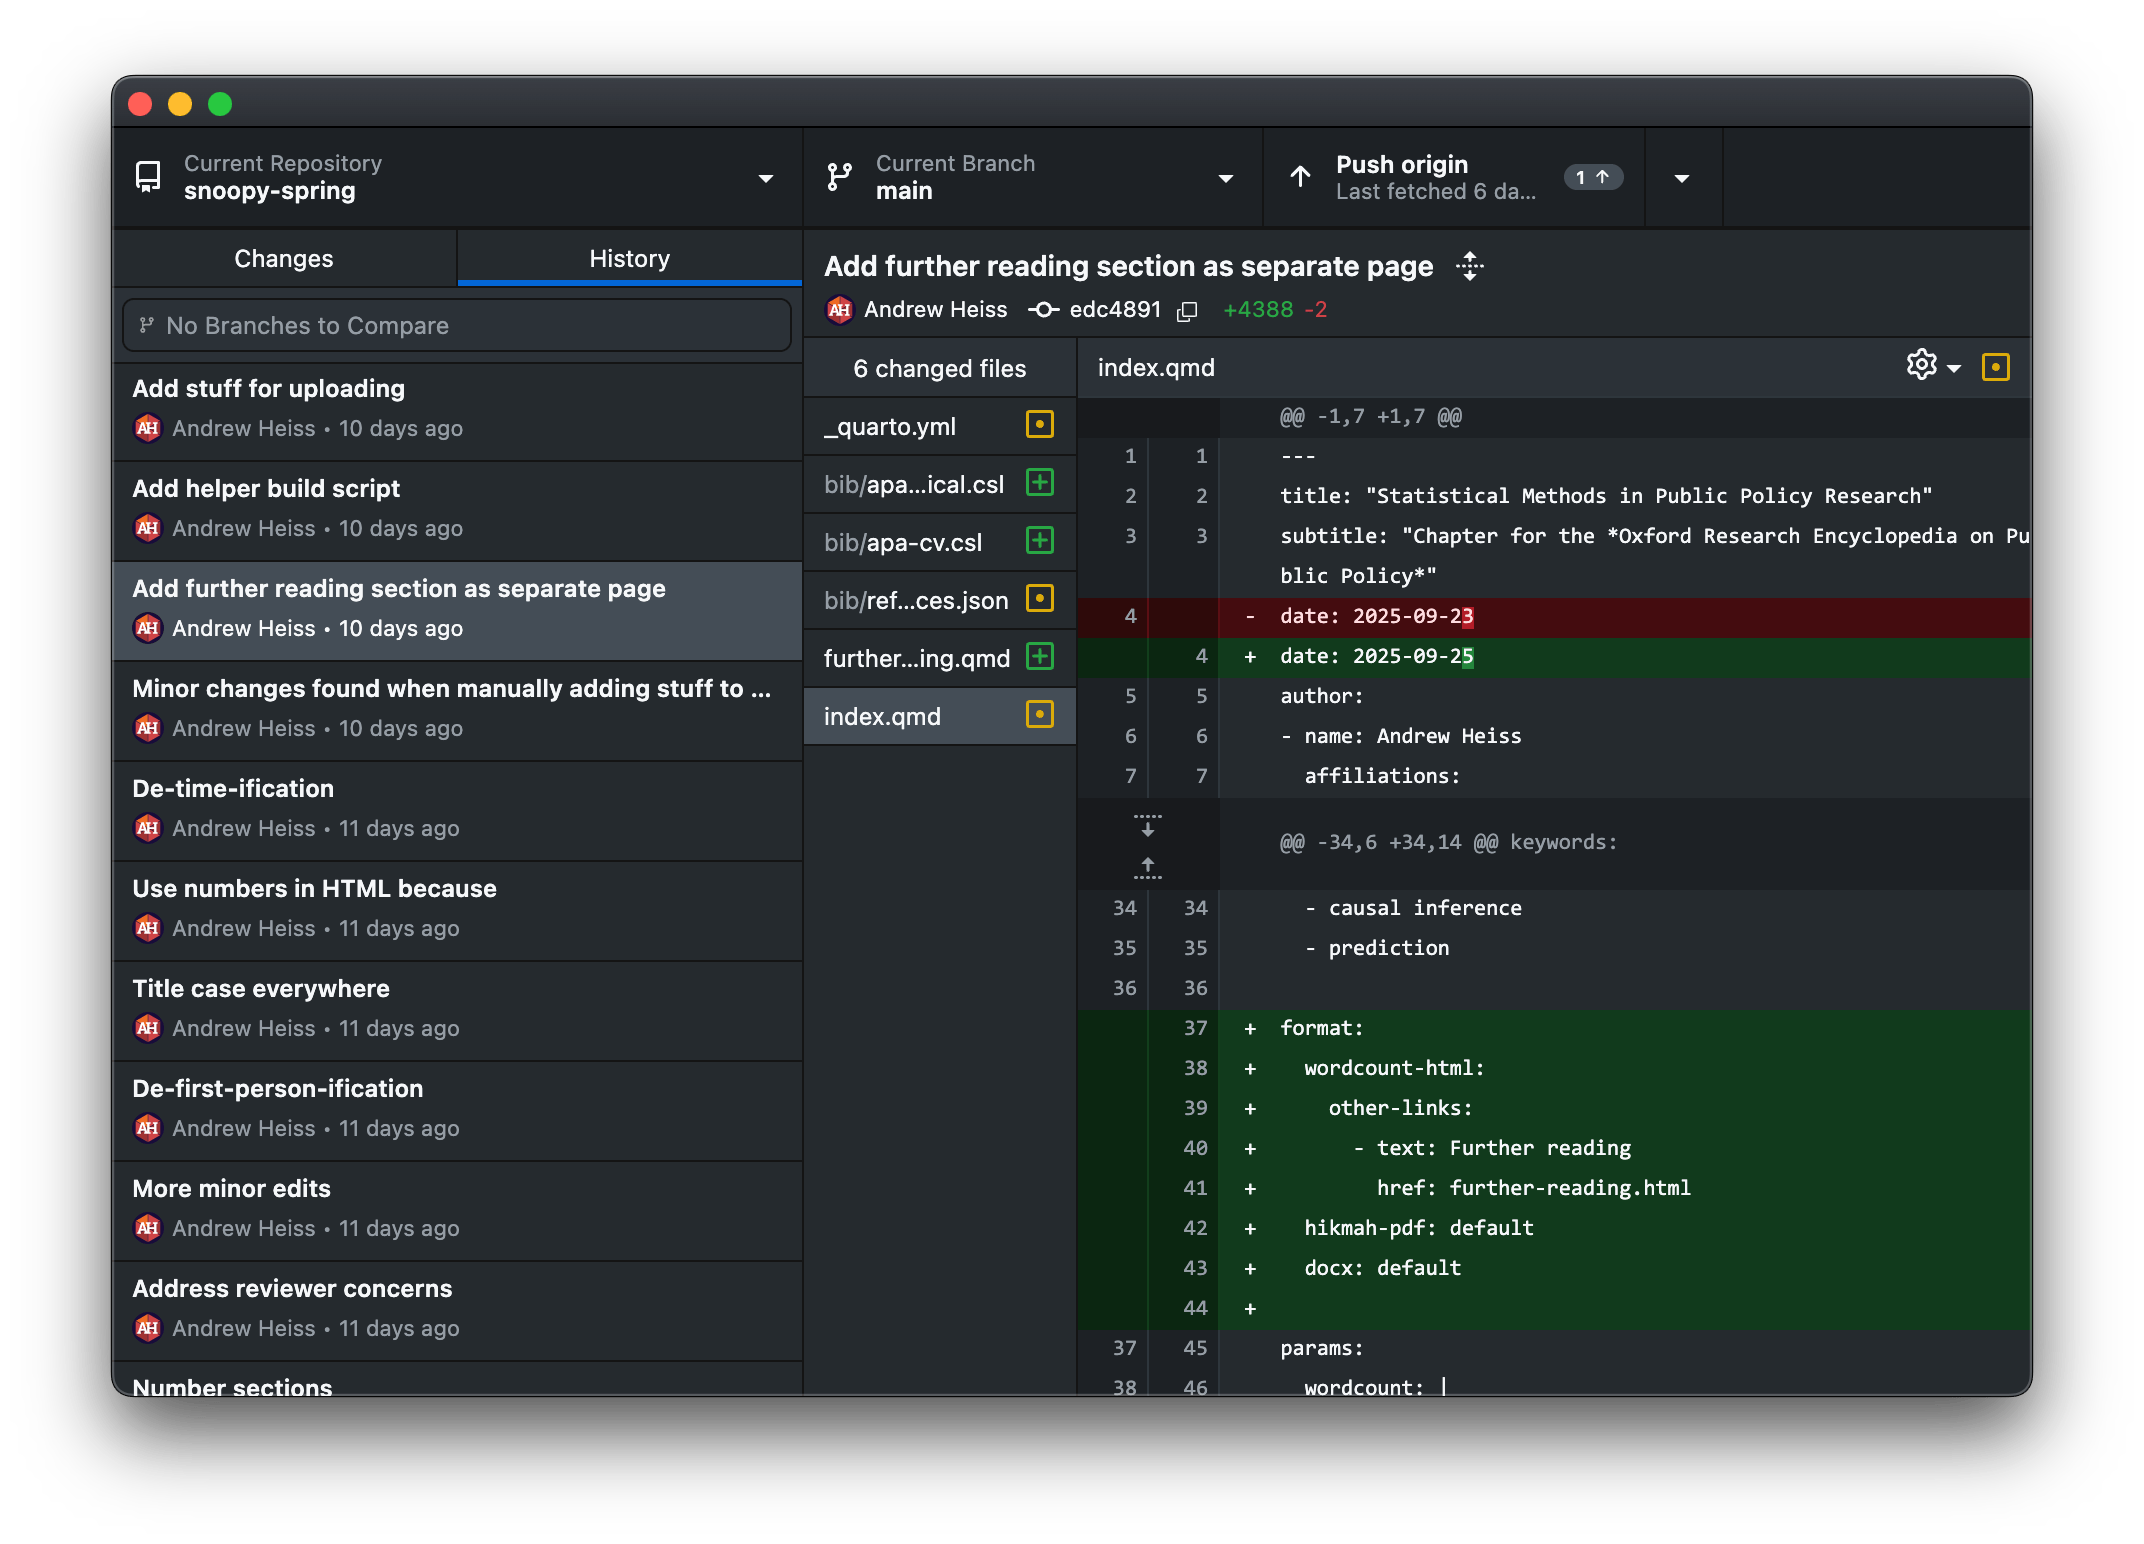 Current Repository
snoopy-spring
Current Branch
main
Push origin
Last fetched 6 da...
1
Changes
History
No Branches to Compare
Add stuff for uploading
AH Andrew Heiss • 10 days ago
Add helper build script
AH Andrew Heiss • 10 days ago
Add further reading section as separate page
AH Andrew Heiss • 10 days ago
Minor changes found when manually adding stuff to ...
AH Andrew Heiss • 10 days ago
De-time-ification
AH Andrew Heiss • 11 days ago
Use numbers in HTML because
AH Andrew Heiss • 11 days ago
Title case everywhere
AH Andrew Heiss • 11 days ago
De-first-person-ification
AH Andrew Heiss • 11 days ago
More minor edits
AH Andrew Heiss • 11 days ago
Address reviewer concerns
AH Andrew Heiss • 11 days ago
Number sections
Add further reading section as separate page
AH Andrew Heiss edc4891 +4388 -2
6 changed files
_quarto.yml
bib/apa...ical.csl
bib/apa-cv.csl
bib/ref...ces.json
further...ing.qmd
index.qmd
index.qmd
@@ -1,7 +1,7 @@
1 1 ---
2 2 title: "Statistical Methods in Public Policy Research"
3 3 subtitle: "Chapter for the *Oxford Research Encyclopedia on Pu
blic Policy*"
4 - date: 2025-09-23
4 + date: 2025-09-25
5 5 author:
6 6 - name: Andrew Heiss
7 7 affiliations:
@@ -34,6 +34,14 @@ keywords:
34 34 - causal inference
35 35 - prediction
36 36
37 + format:
38 + wordcount-html:
39 + other-links:
40 + - text: Further reading
41 + href: further-reading.html
42 + hikmah-pdf: default
43 + docx: default
44 +
37 45 params:
38 46 wordcount: |